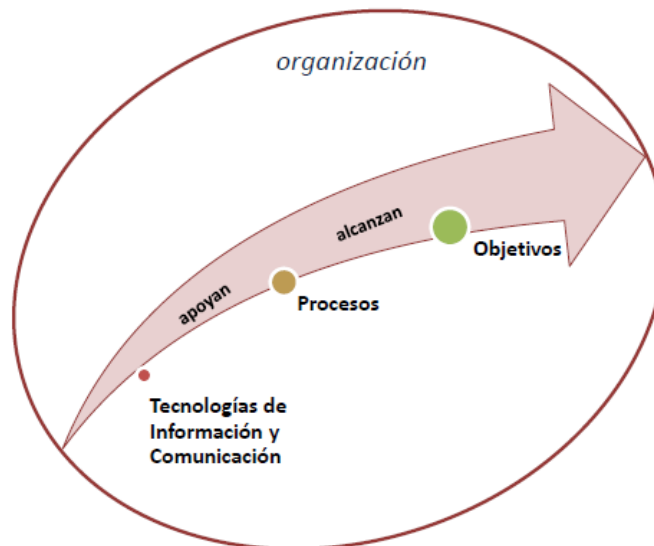 organización
alcanzan
Objetivos
apoyan
Procesos
Tecnologías de
Información y
Comunicación